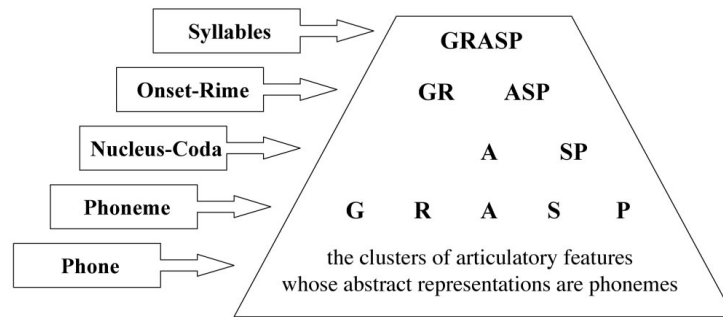 Syllables
GRASP
Onset-Rime
GR ASP
Nucleus-Coda
A SP
Phoneme
G R A S P
Phone
the clusters of articulatory features
whose abstract representations are phonemes